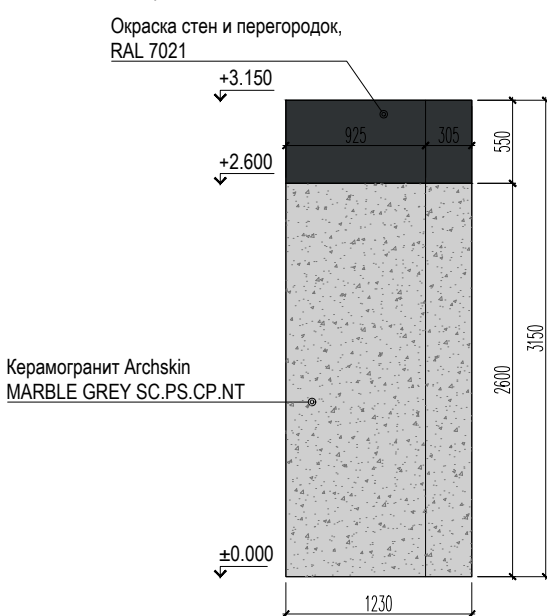 Окраска стен и перегородок,
RAL 7021
+3.150
925
305
550
+2.600
3150
2600
Керамогранит Archskin
MARBLE GREY SC.PS.CP.NT
±0.000
1230